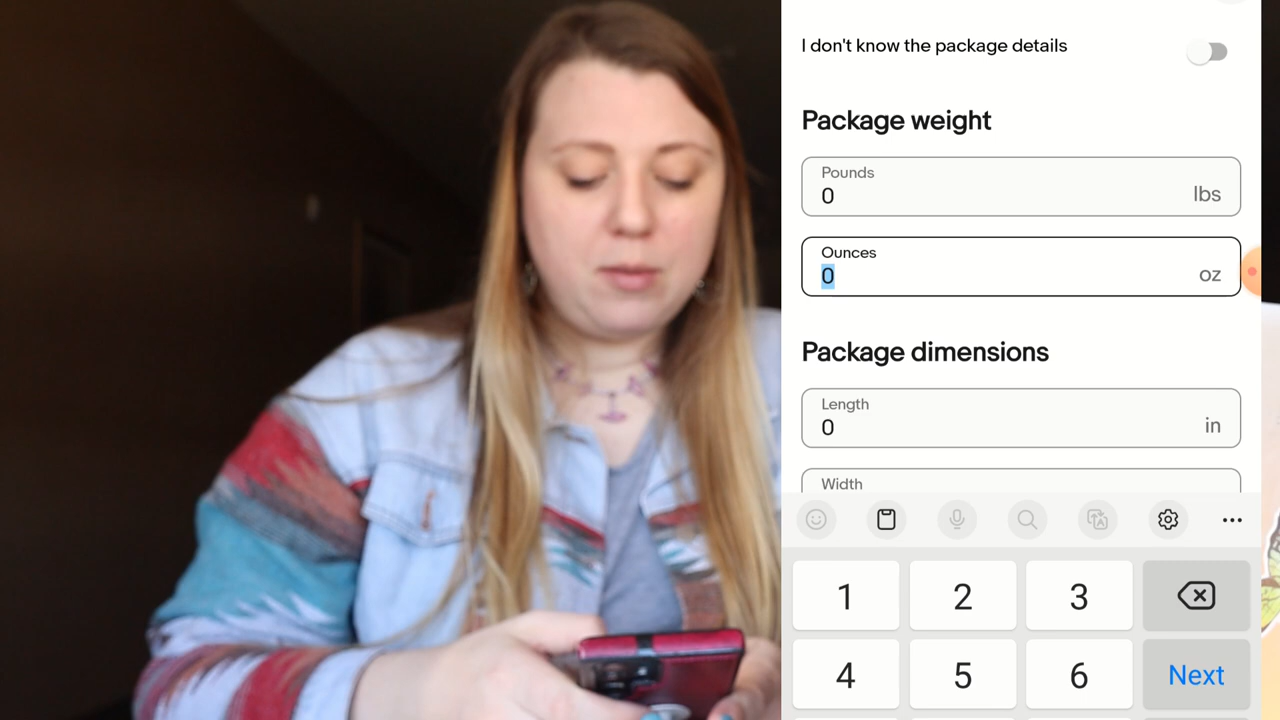 I don't know the package details
Package weight
Pounds
0
lbs
Ounces
0
oz
Package dimensions
Length
0
in
Width
1
2
3
4
5
6
Next